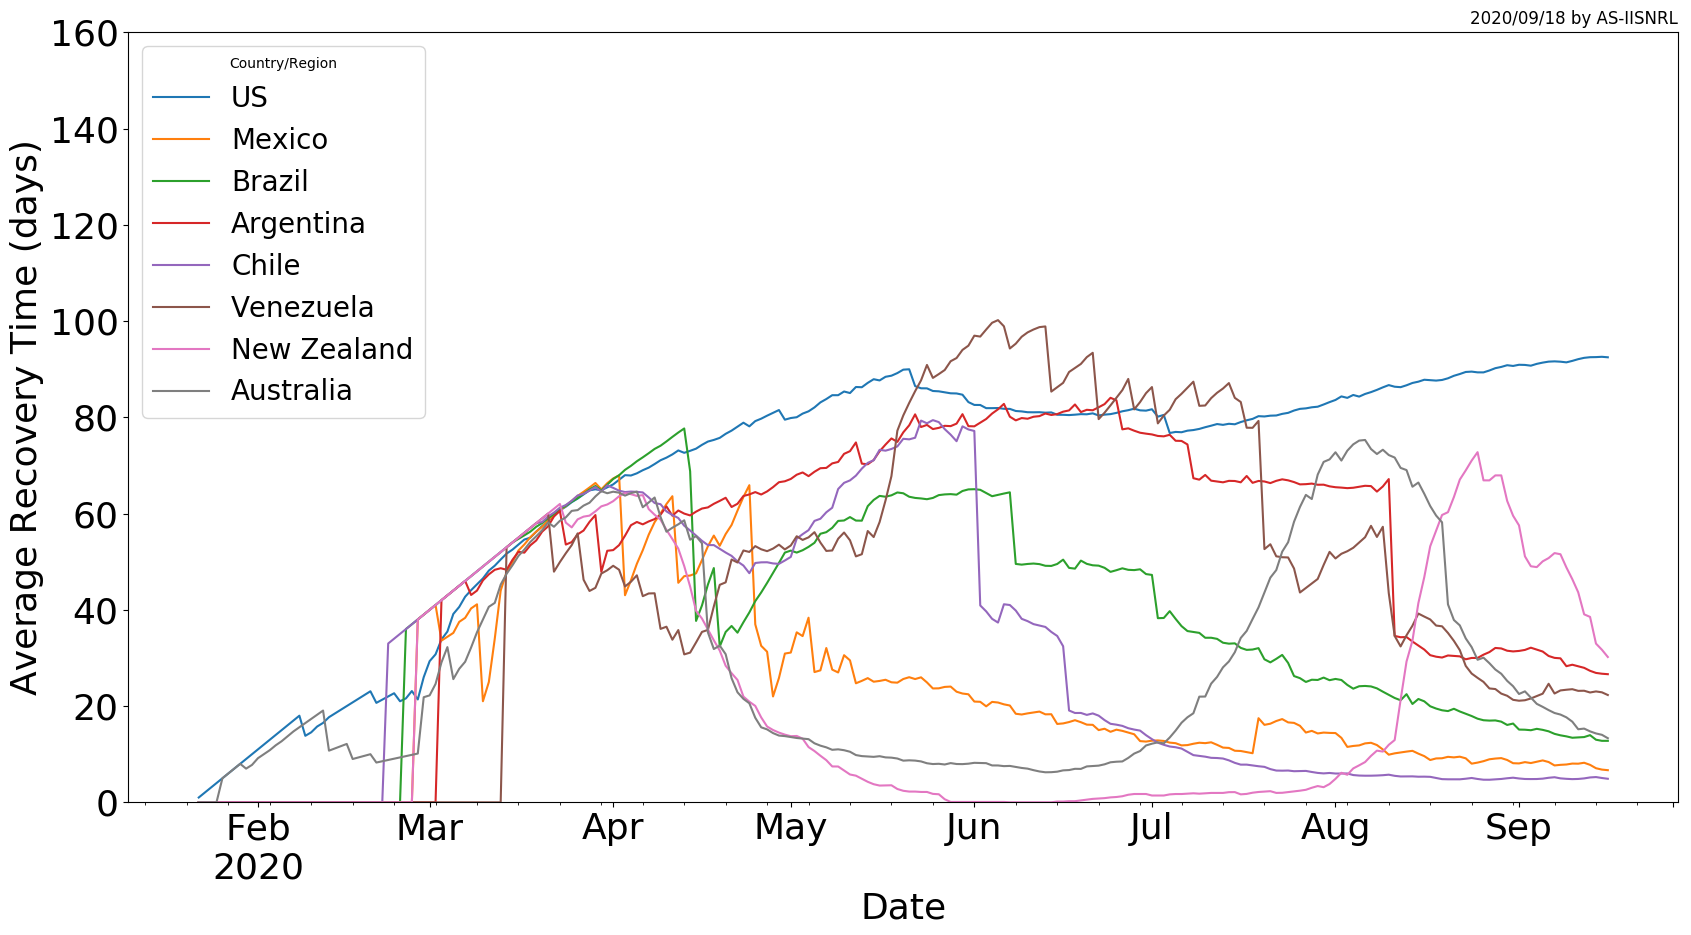 2020/09/18 by AS-IISNRL
160
140
120
100
80
60
40
20
0
Average Recovery Time (days)
Country/Region
US
Mexico
Brazil
Argentina
Chile
Venezuela
New Zealand
Australia
Feb Mar Apr May Jun Jul Aug Sep
2020
Date